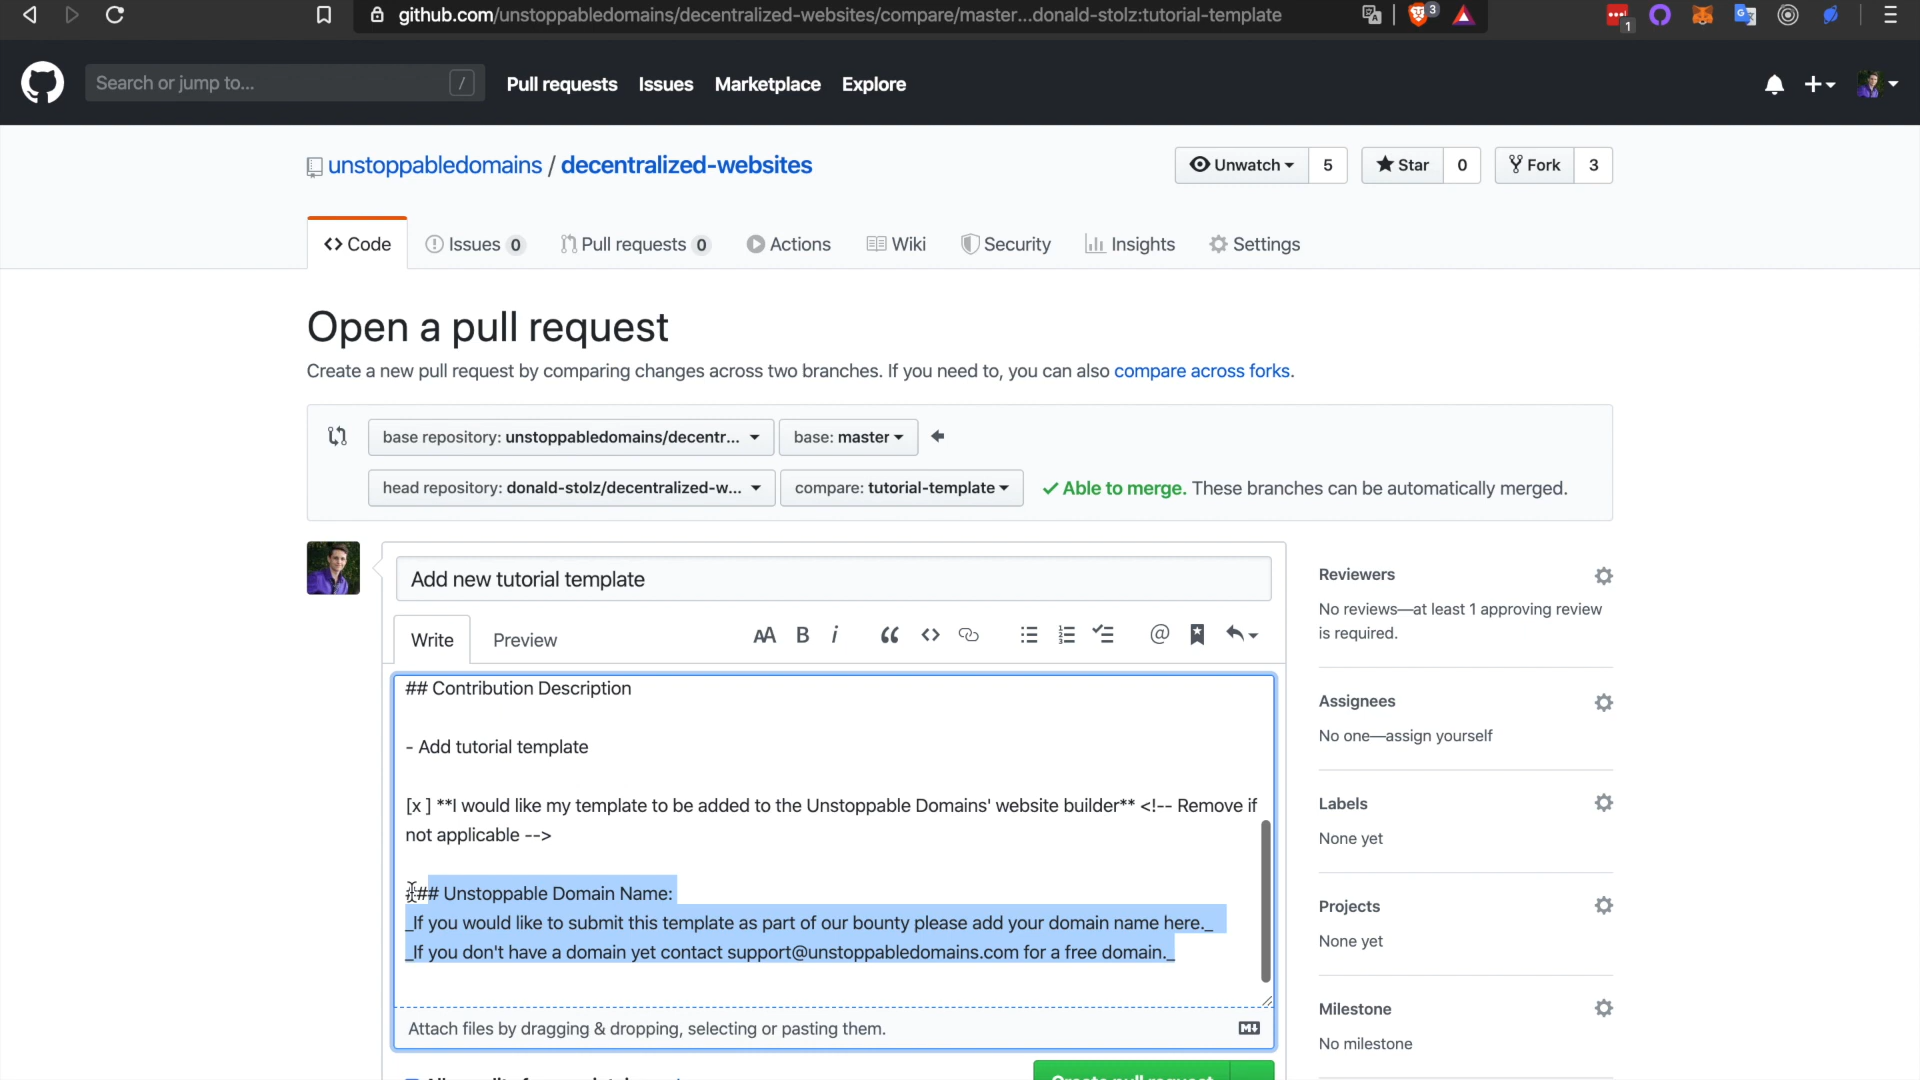 github.com/unstoppabledomains/decentralized-websites/compare/master...donald-stolz:tutorial-template
3
1
Search or jump to...
/
Pull requests
Issues
Marketplace
Explore
unstoppabledomains / decentralized-websites
Unwatch 5
Star 0
Fork 3
Code
Issues 0
Pull requests 0
Actions
Wiki
Security
Insights
Settings
Open a pull request
Create a new pull request by comparing changes across two branches. If you need to, you can also compare across forks.
base repository: unstoppabledomains/decentr...
base: master
head repository: donald-stolz/decentralized-w...
compare: tutorial-template
Able to merge. These branches can be automatically merged.
Add new tutorial template
Write
Preview
## Contribution Description
- Add tutorial template
[x ] **I would like my template to be added to the Unstoppable Domains' website builder** <!-- Remove if
not applicable -->
### Unstoppable Domain Name:
_If you would like to submit this template as part of our bounty please add your domain name here._
_If you don't have a domain yet contact support@unstoppabledomains.com for a free domain._
Attach files by dragging & dropping, selecting or pasting them.
Reviewers
No reviews—at least 1 approving review
is required.
Assignees
No one—assign yourself
Labels
None yet
Projects
None yet
Milestone
No milestone
Create pull request